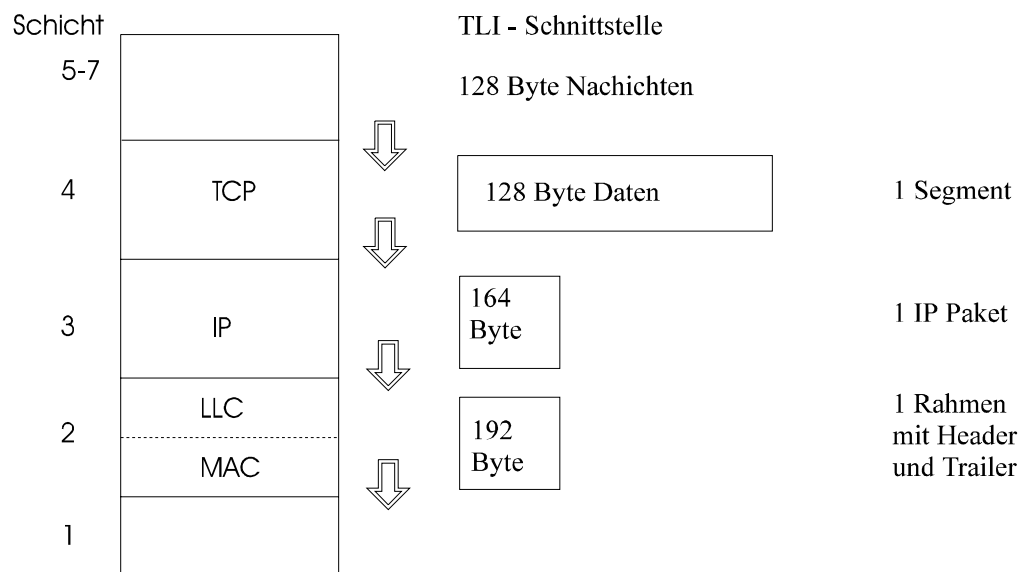 Schicht
TLI - Schnittstelle
5-7
128 Byte Nachichten
4
TCP
128 Byte Daten
1 Segment
3
IP
164
Byte
1 IP Paket
2
LLC
MAC
192
Byte
1 Rahmen
mit Header
und Trailer
1